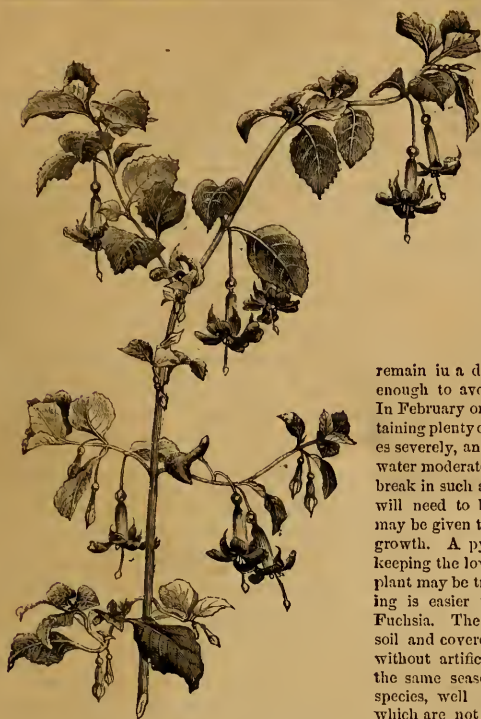 remain iu a d
enough to avo
In February or
taining plenty o
es severely, an
water moderat
break in such a
will need to b
may be given t
growth. A py
keeping the lov
plant may be tr
ing is easier
Fuchsia. The
soil and covere
without artific
the same seas
species, well
which are not